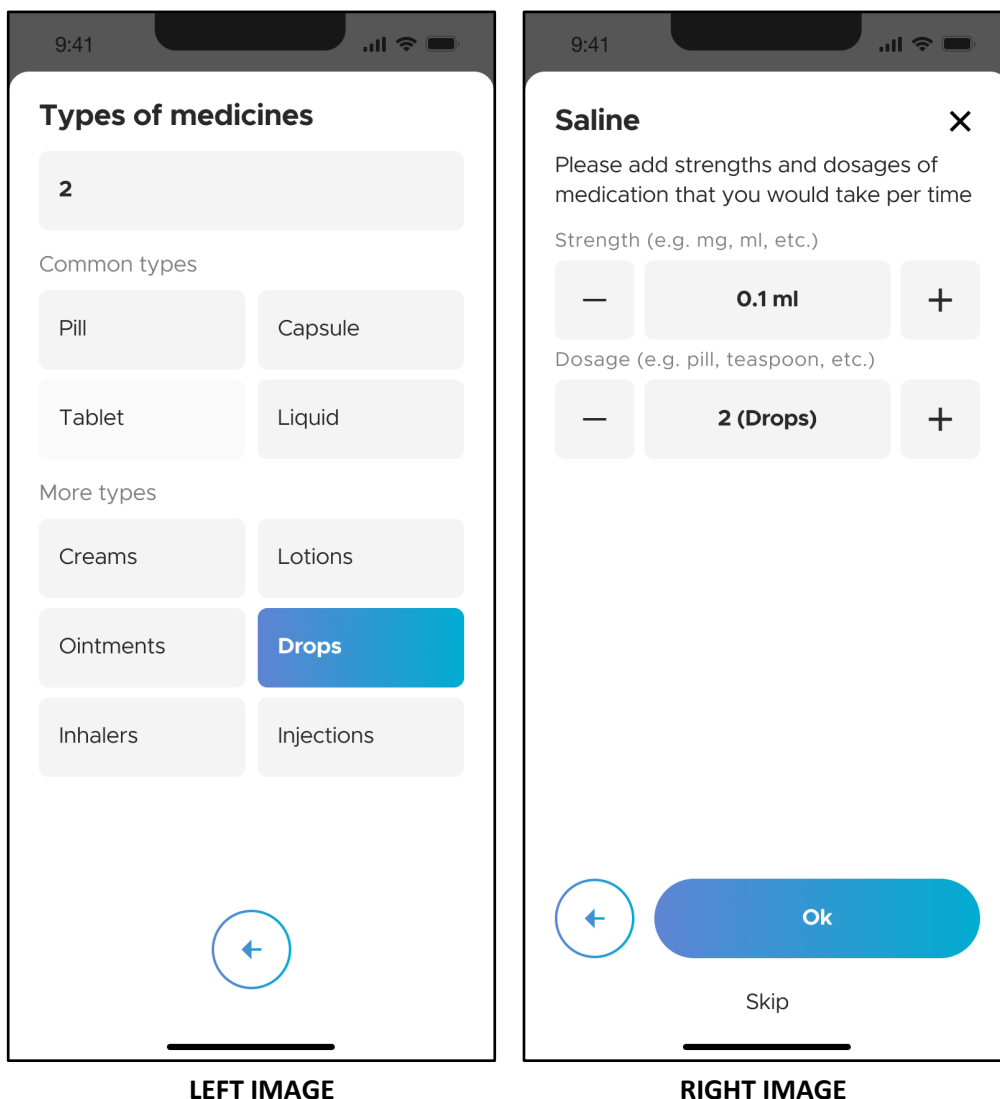 9:41
Types of medicines
2
Common types
Pill
Capsule
Tablet
Liquid
More types
Creams
Lotions
Ointments
Drops
Inhalers
Injections
LEFT IMAGE
9:41
Saline
Please add strengths and dosages of
medication that you would take per time
Strength (e.g. mg, ml, etc.)
0.1 ml
Dosage (e.g. pill, teaspoon, etc.)
2 (Drops)
Ok
Skip
RIGHT IMAGE